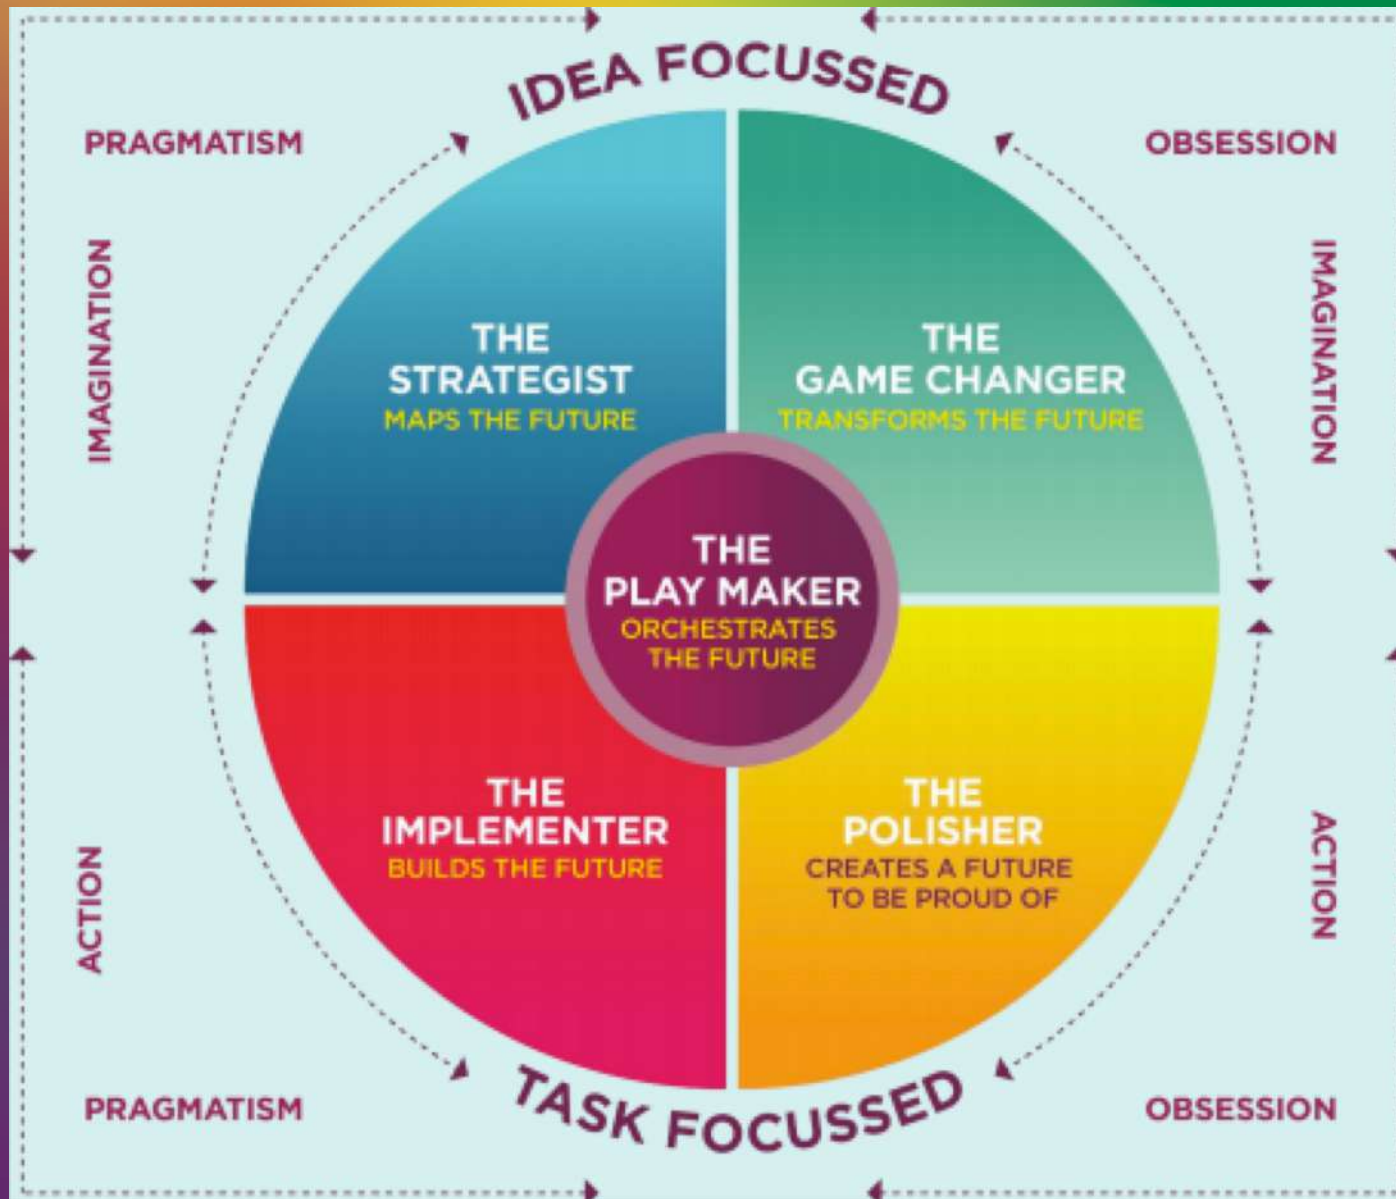 IDEA FOCUSSED
PRAGMATISM
OBSESSION
IMAGINATION
IMAGINATION
THE
STRATEGIST
MAPS THE FUTURE
THE
GAME CHANGER
TRANSFORMS THE FUTURE
THE
PLAY MAKER
ORCHESTRATES
THE FUTURE
THE
IMPLEMENTER
BUILDS THE FUTURE
THE
POLISHER
CREATES A FUTURE
TO BE PROUD OF
ACTION
ACTION
PRAGMATISM
OBSESSION
TASK FOCUSSED